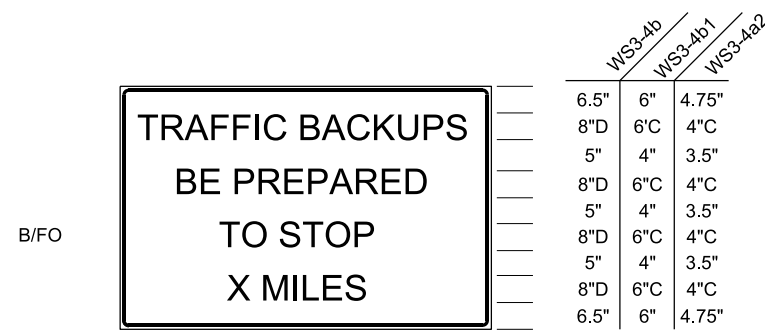 WS3-4b WS3-4b1 WS3-4a2
6.5" 6" 4.75"
TRAFFIC BACKUPS 8"D 6'C 4"C
5" 4" 3.5"
BE PREPARED 8"D 6"C 4"C
5" 4" 3.5"
B/FO TO STOP 8"D 6"C 4"C
5" 4" 3.5"
X MILES 8"D 6"C 4"C
6.5" 6" 4.75"